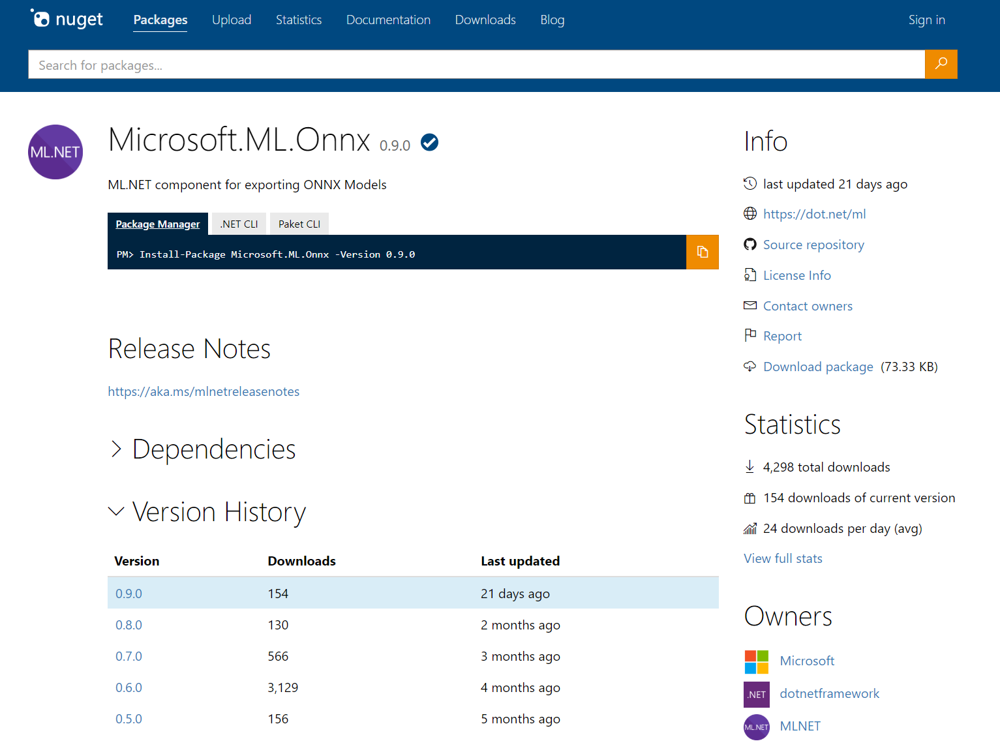 nuget Packages Upload Statistics Documentation Downloads Blog Sign in
Search for packages...
ML.NET
Microsoft.ML.Onnx 0.9.0
ML.NET component for exporting ONNX Models
Package Manager .NET CLI Paket CLI
PM> Install-Package Microsoft.ML.Onnx -Version 0.9.0
Release Notes
https://aka.ms/mlnetreleasenotes
Dependencies
Version History
Version Downloads Last updated
0.9.0 154 21 days ago
0.8.0 130 2 months ago
0.7.0 566 3 months ago
0.6.0 3,129 4 months ago
0.5.0 156 5 months ago
Info
last updated 21 days ago
https://dot.net/ml
Source repository
License Info
Contact owners
Report
Download package (73.33 KB)
Statistics
4,298 total downloads
154 downloads of current version
24 downloads per day (avg)
View full stats
Owners
Microsoft
.NET dotnetframework
ML.NET MLNET